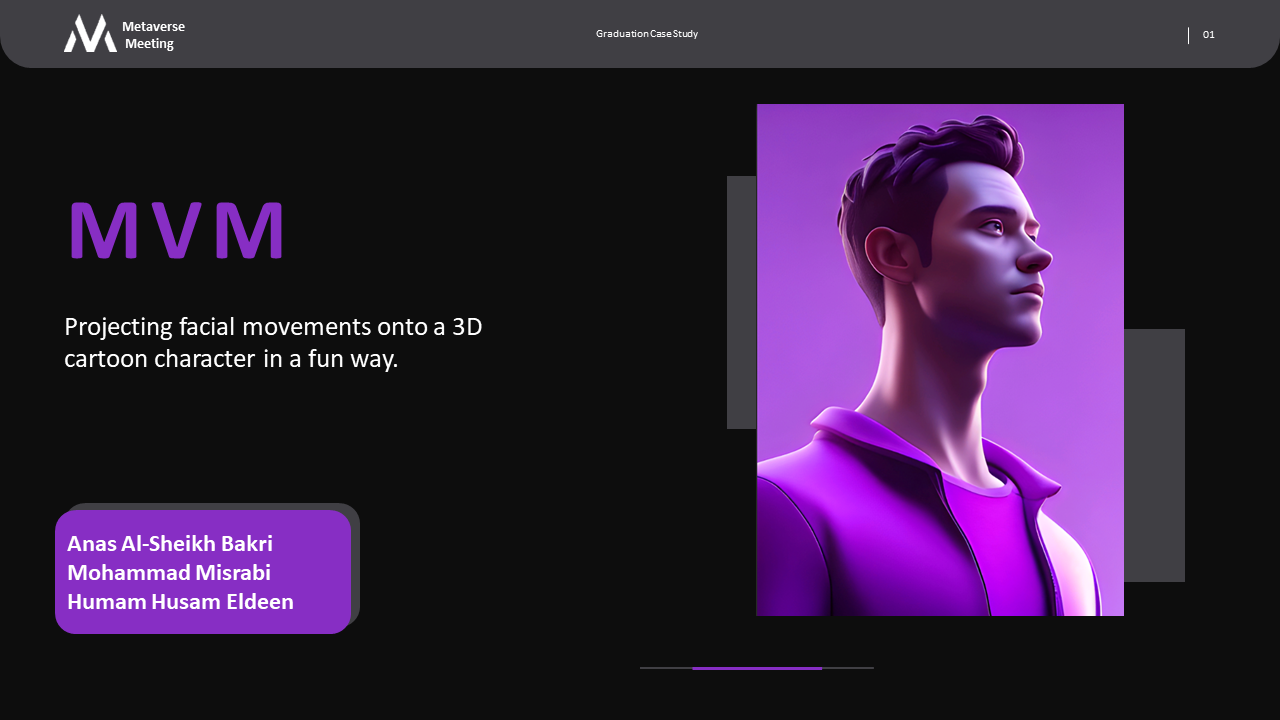 Metaverse
Meeting
Graduation Case Study
01
MVM
Projecting facial movements onto a 3D
cartoon character in a fun way.
Anas Al-Sheikh Bakri
Mohammad Misrabi
Humam Husam Eldeen